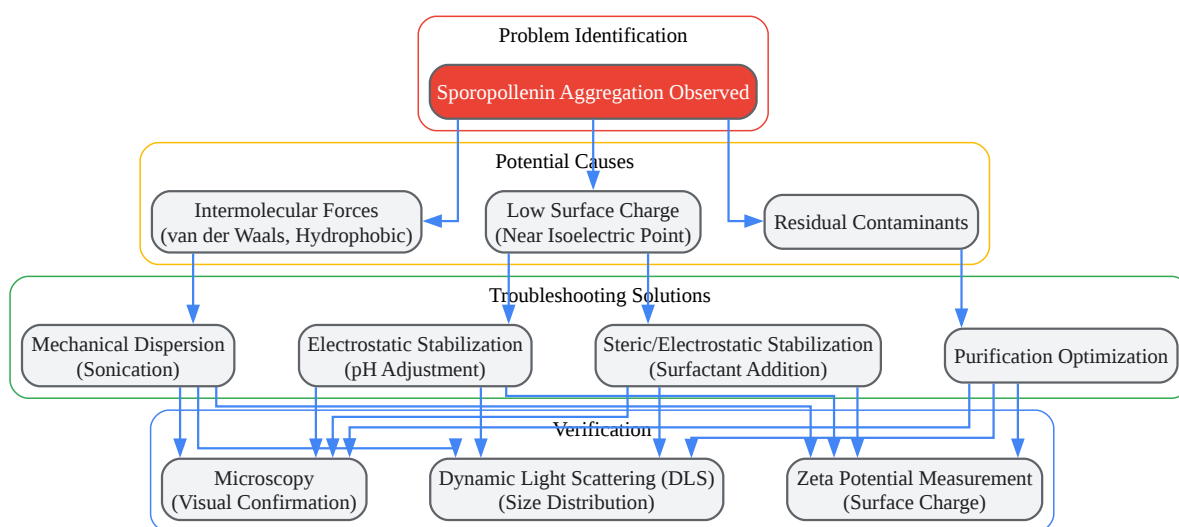 Problem Identification
Sporopollenin Aggregation Observed
Potential Causes
Intermolecular Forces
(van der Waals, Hydrophobic)
Low Surface Charge
(Near Isoelectric Point)
Residual Contaminants
Troubleshooting Solutions
Mechanical Dispersion
(Sonication)
Electrostatic Stabilization
(pH Adjustment)
Steric/Electrostatic Stabilization
(Surfactant Addition)
Purification Optimization
Verification
Microscopy
(Visual Confirmation)
Dynamic Light Scattering (DLS)
(Size Distribution)
Zeta Potential Measurement
(Surface Charge)